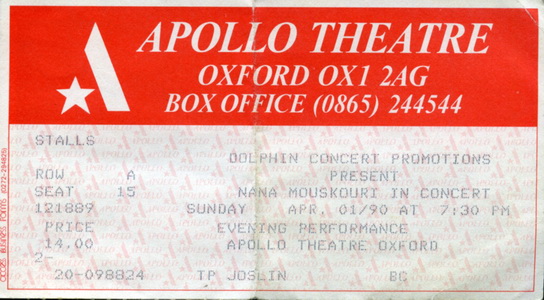 APOLLO THEATRE
OXFORD OX1 2AG
BOX OFFICE (0865) 244544
STALLS
DOLPHIN CONCERT PROMOTIONS
ROW A PRESENT
SEAT 15 NANA MOUSKOURI IN CONCERT
121889 SUNDAY APR. 01/90 AT 7:30 PM
PRICE EVENING PERFORMANCE
14.00 APOLLO THEATRE OXFORD
2-
20-098824 TP JOSLIN BC